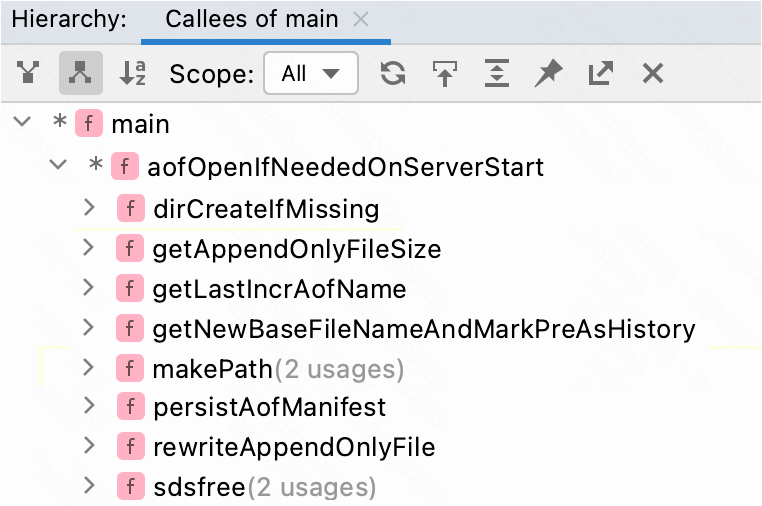 Hierarchy: Callees of main
Scope: All
* f main
* f aofOpenIfNeededOnServerStart
f dirCreateIfMissing
f getAppendOnlyFileSize
f getLastIncrAofName
f getNewBaseFileNameAndMarkPreAsHistory
f makePath(2 usages)
f persistAofManifest
f rewriteAppendOnlyFile
f sdsfree(2 usages)